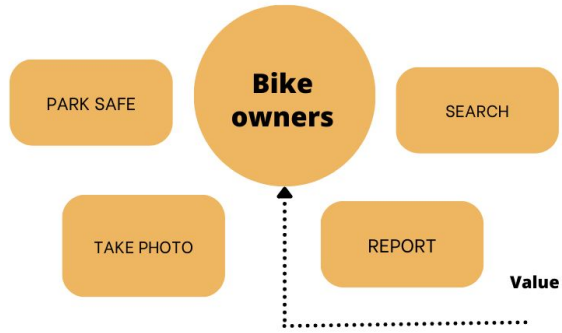 Bike
owners
PARK SAFE
SEARCH
TAKE PHOTO
REPORT
Value